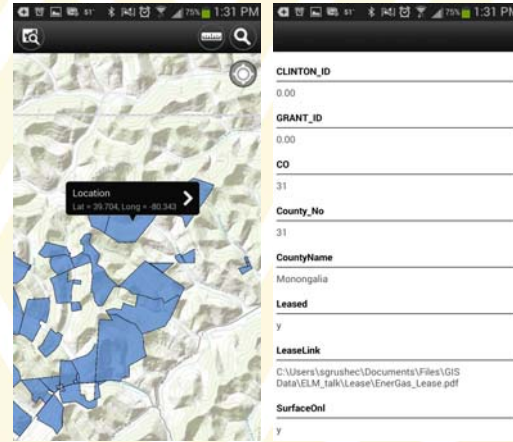 75% 1:31 PM
Location
Lat = 39.704, Long = -80.343
75% 1:31 PM
CLINTON_ID
0.00
GRANT_ID
0.00
CO
31
County_No
31
CountyName
Monongalia
Leased
y
LeaseLink
C:\Users\sgrushec\Documents\Files\GIS
Data\ELM_talk\Lease\EnerGas_Lease.pdf
SurfaceOnl
y